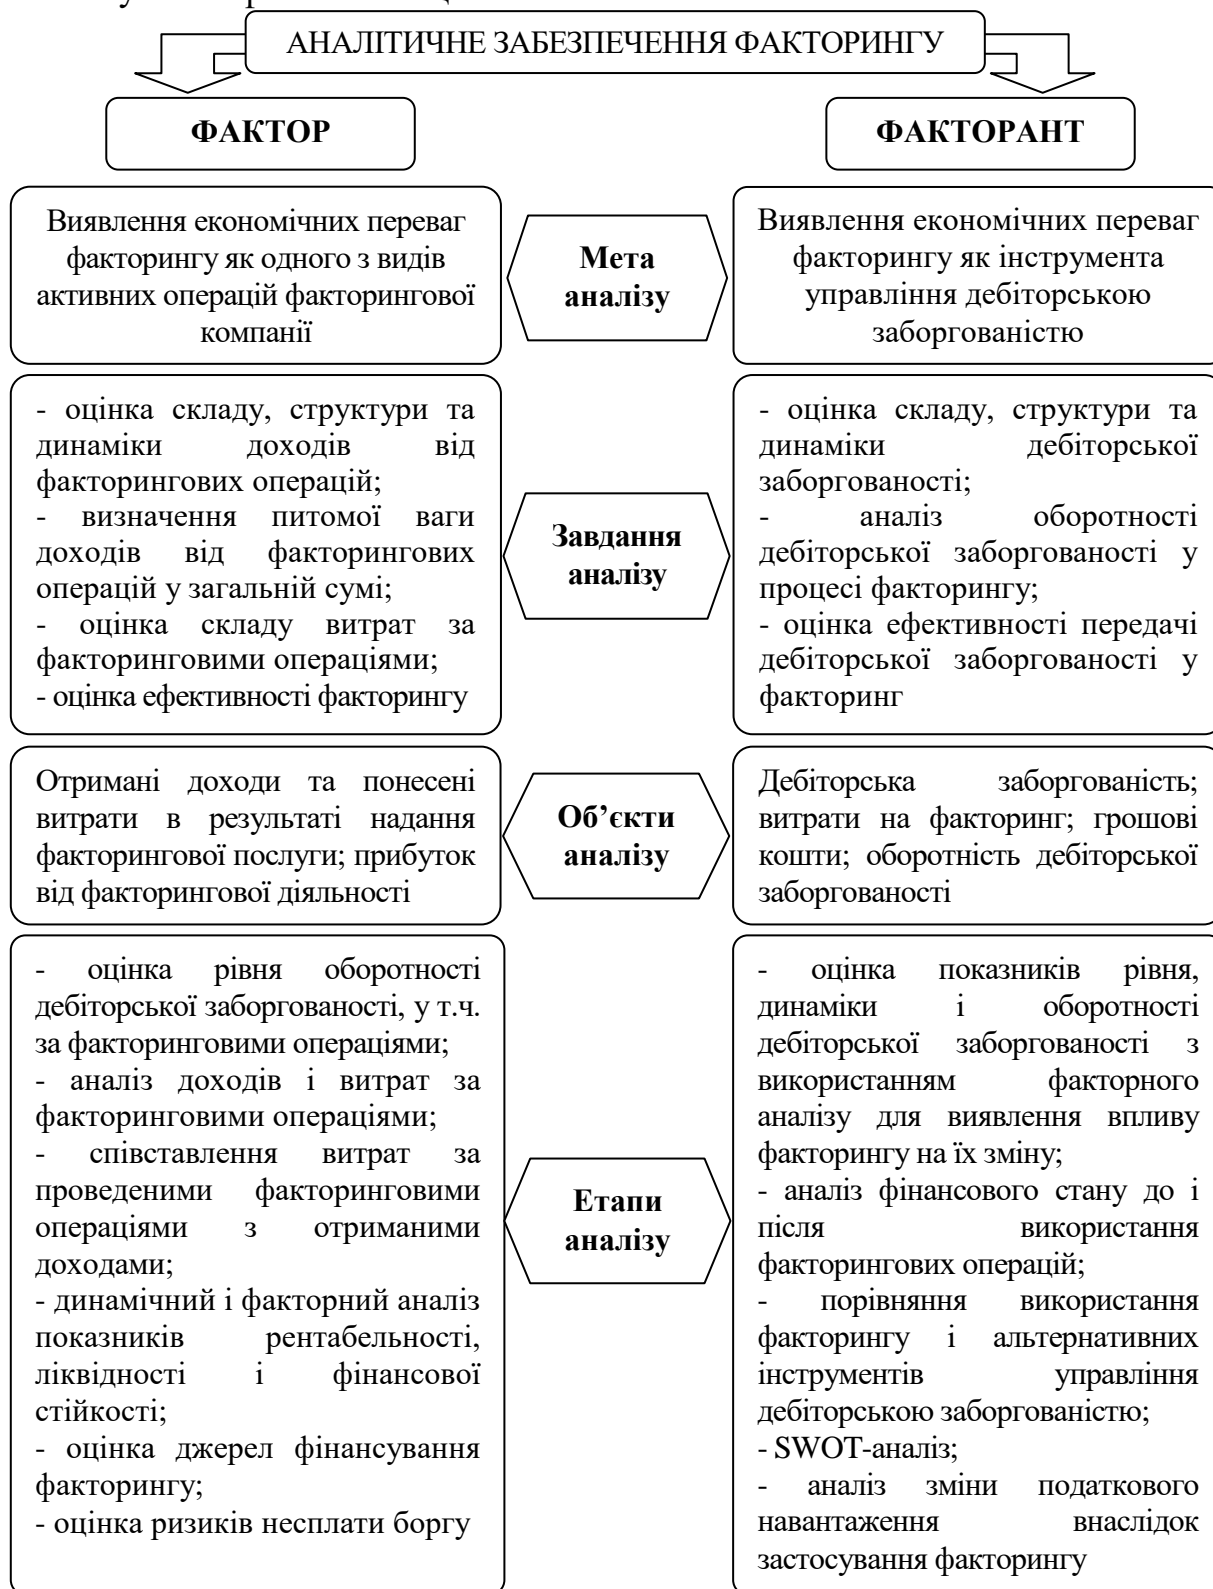 АНАЛІТИЧНЕ ЗАБЕЗПЕЧЕННЯ ФАКТОРИНГУ
ФАКТОР
ФАКТОРАНТ
Виявлення економічних переваг
факторингу як одного з видів
активних операцій факторингової
компанії
Мета
аналізу
Виявлення економічних переваг
факторингу як інструмента
управління дебіторською
заборгованістю
- оцінка складу, структури та
динаміки доходів від
факторингових операцій;
- визначення питомої ваги
доходів від факторингових
операцій у загальній сумі;
- оцінка складу витрат за
факторинговими операціями;
- оцінка ефективності факторингу
Завдання
аналізу
- оцінка складу, структури та
динаміки дебіторської
заборгованості;
- аналіз оборотності
дебіторської заборгованості у
процесі факторингу;
- оцінка ефективності передачі
дебіторської заборгованості у
факторинг
Отримані доходи та понесені
витрати в результаті надання
факторингової послуги; прибуток
від факторингової діяльності
Об’єкти
аналізу
Дебіторська заборгованість;
витрати на факторинг; грошові
кошти; оборотність дебіторської
заборгованості
- оцінка рівня оборотності
дебіторської заборгованості, у т.ч.
за факторинговими операціями;
- аналіз доходів і витрат за
факторинговими операціями;
- співставлення витрат за
проведеними факторинговими
операціями з отриманими
доходами;
- динамічний і факторний аналіз
показників рентабельності,
ліквідності і фінансової
стійкості;
- оцінка джерел фінансування
факторингу;
- оцінка ризиків несплати боргу
Етапи
аналізу
- оцінка показників рівня,
динаміки і оборотності
дебіторської заборгованості з
використанням факторного
аналізу для виявлення впливу
факторингу на їх зміну;
- аналіз фінансового стану до і
після використання
факторингових операцій;
- порівняння використання
факторингу і альтернативних
інструментів управління
дебіторською заборгованістю;
- SWOT-аналіз;
- аналіз зміни податкового
навантаження внаслідок
застосування факторингу